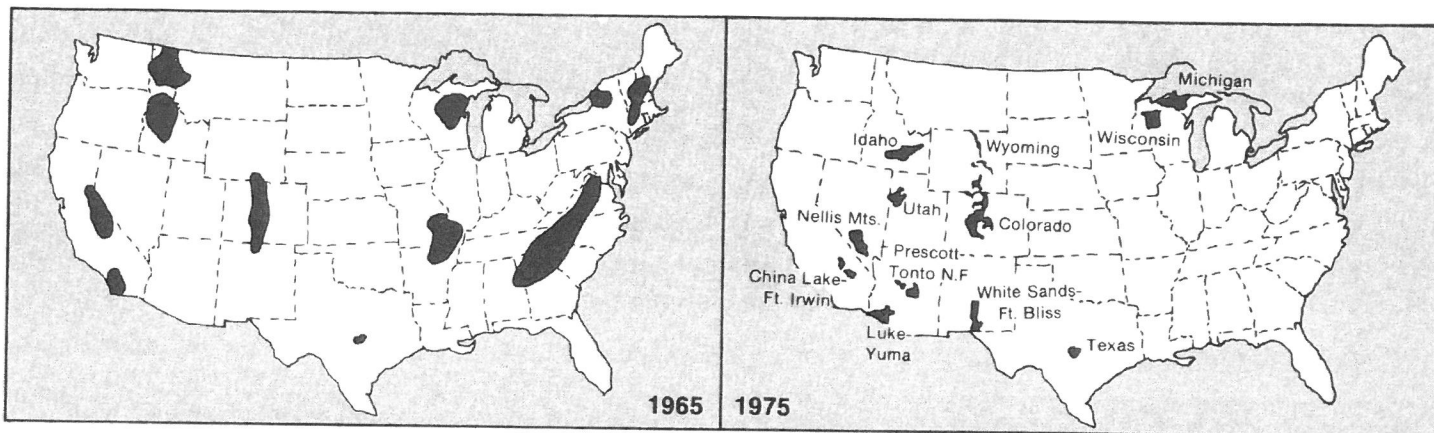 1965
1975
Michigan
Wisconsin
Idaho
Wyoming
Utah
Colorado
Nellis Mts.
Prescott-
Tonto N.F
China Lake-
Ft. Irwin
White Sands-
Ft. Bliss
Luke-
Yuma
Texas